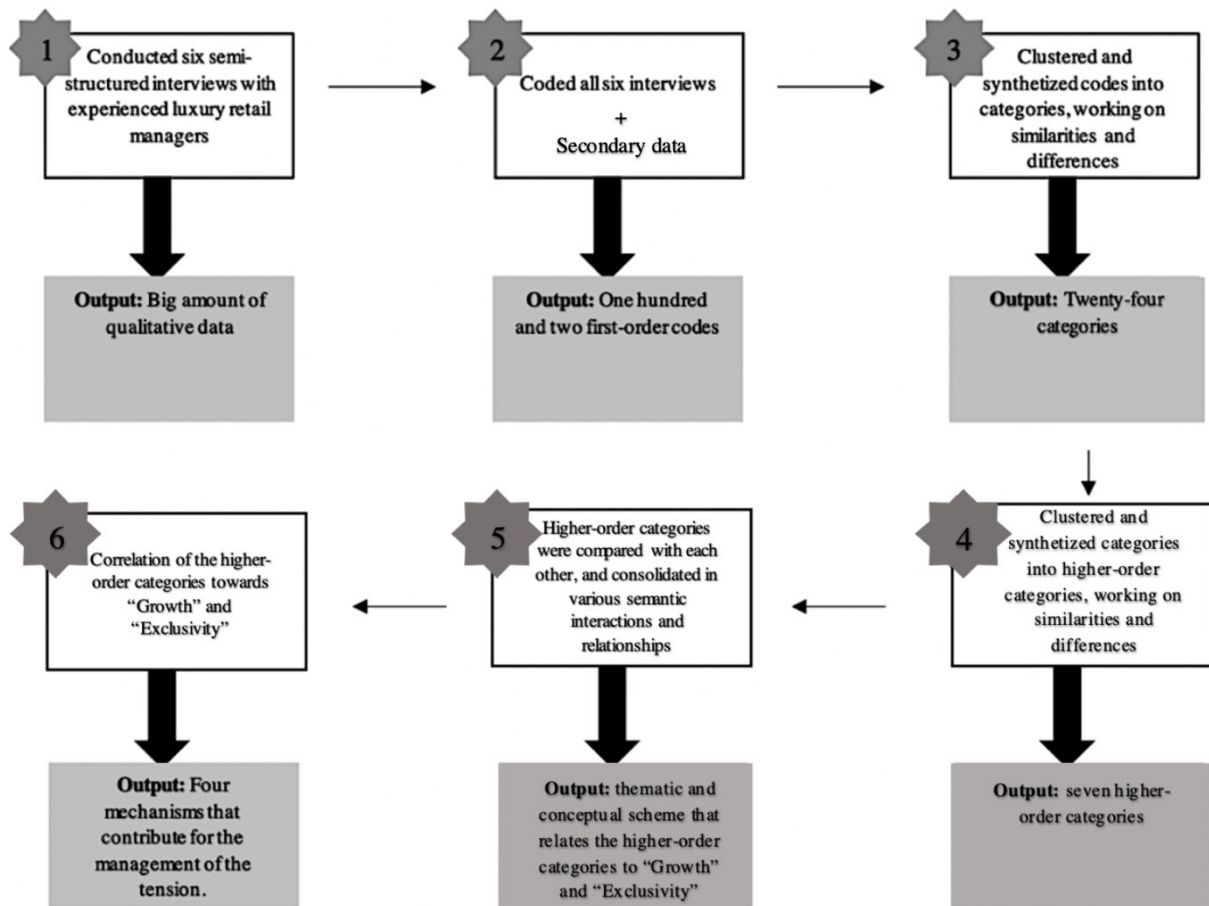 1
Conducted six semi-
structured interviews with
experienced luxury retail
managers
Output: Big amount of
qualitative data
2
Coded all six interviews
+
Secondary data
Output: One hundred
and two first-order codes
3
Clustered and
synthetized codes into
categories, working on
similarities and
differences
Output: Twenty-four
categories
4
Clustered and
synthetized categories
into higher-order
categories, working on
similarities and
differences
Output: seven higher-
order categories
5
Higher-order categories
were compared with each
other, and consolidated in
various semantic
interactions and
relationships
Output: thematic and
conceptual scheme that
relates the higher-order
categories to “Growth”
and “Exclusivity”
6
Correlation of the higher-
order categories towards
“Growth” and
“Exclusivity”
Output: Four
mechanisms that
contribute for the
management of the
tension.